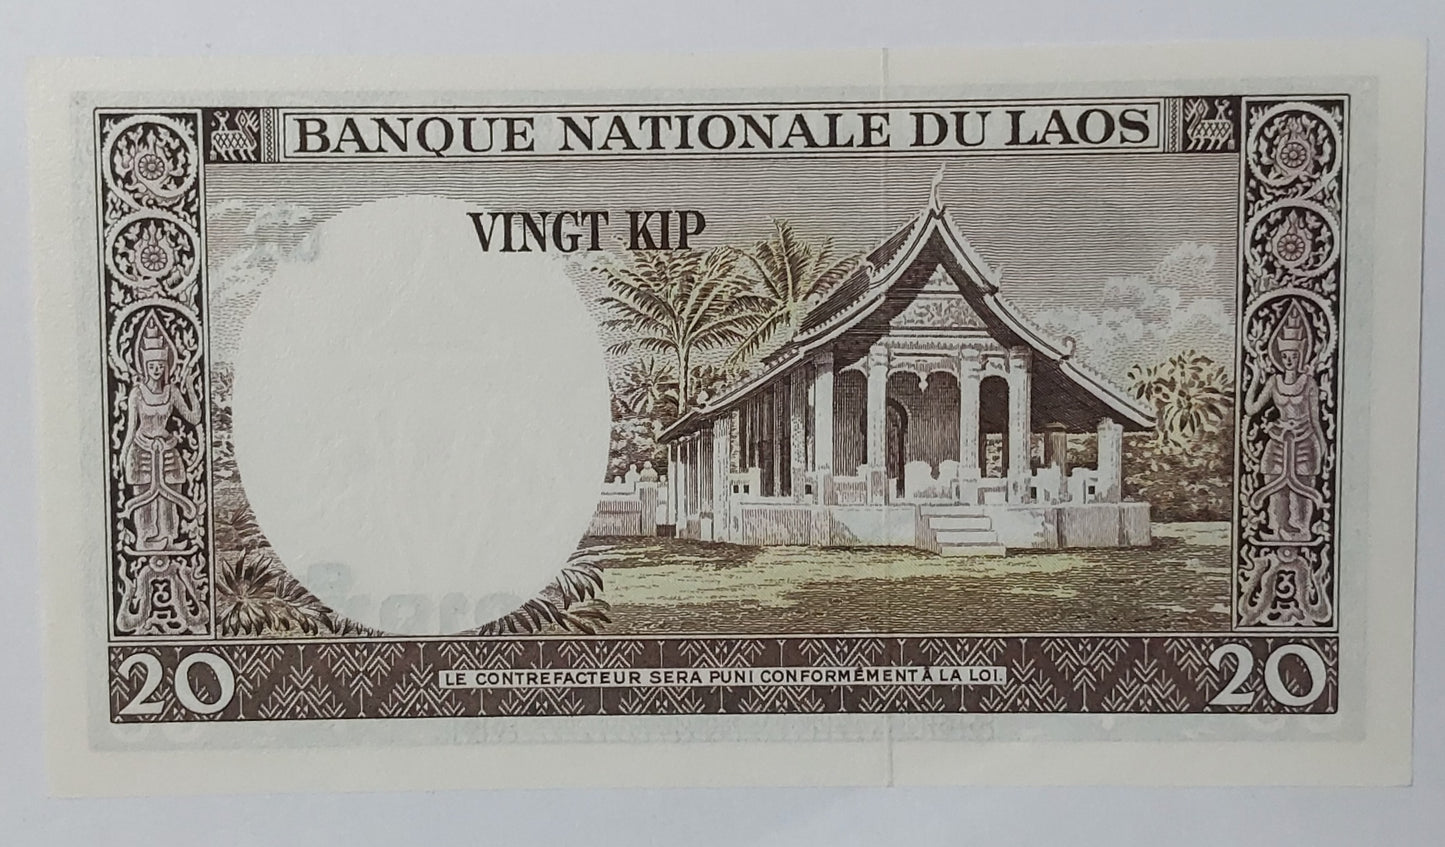 BANQUE NATIONALE DU LAOS
VINGT KIP
LE CONTREFACTEUR SERA PUNI CONFORMÉMENT À LA LOI.
20 20